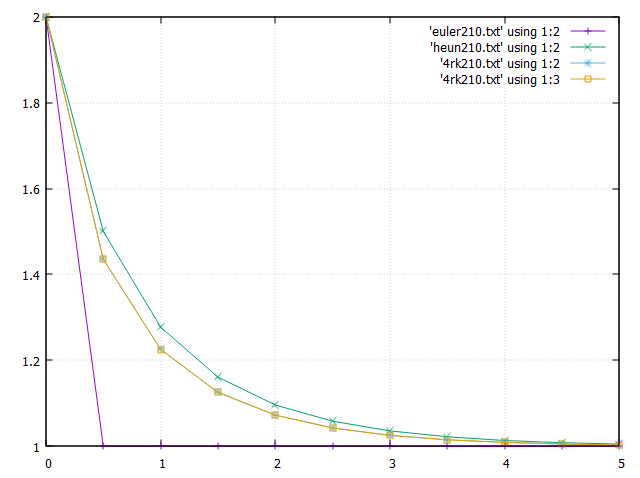 2
1.8
1.6
1.4
1.2
1
0 1 2 3 4 5
'euler210.txt' using 1:2
'heun210.txt' using 1:2
'4rk210.txt' using 1:2
'4rk210.txt' using 1:3